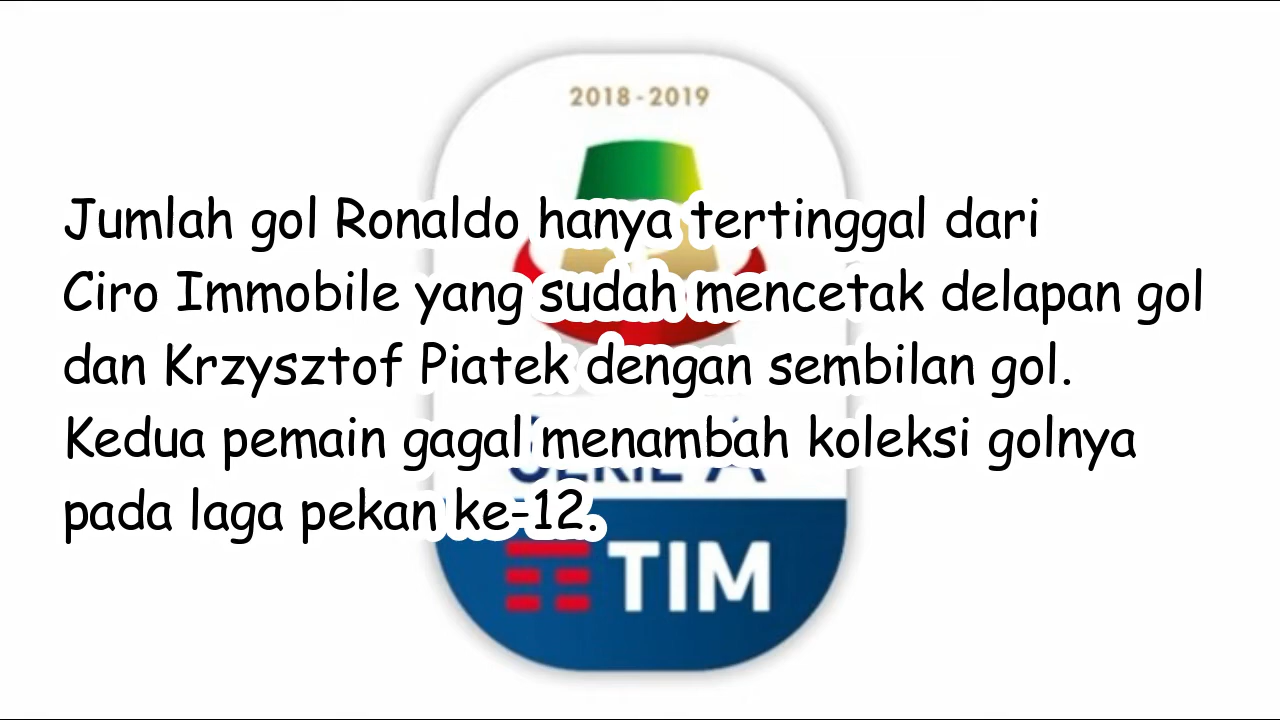 2018-2019
Jumlah gol Ronaldo hanya tertinggal dari
Ciro Immobile yang sudah mencetak delapan gol
dan Krzysztof Piatek dengan sembilan gol.
Kedua pemain gagal menambah koleksi golnya
SERIE A
pada laga pekan ke-12.
TIM